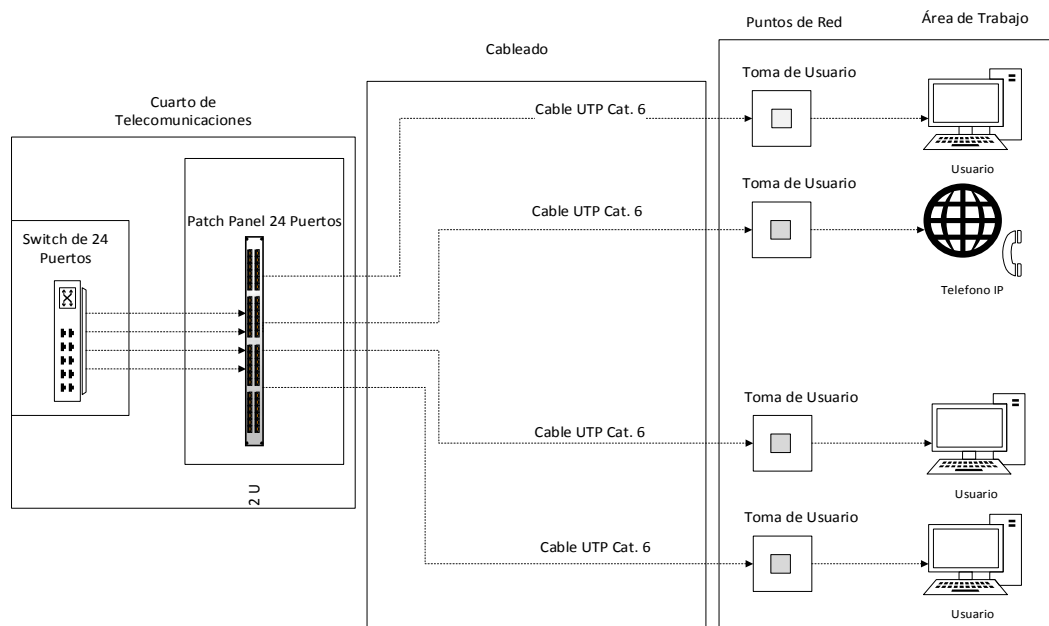 Puntos de Red
Área de Trabajo
Cableado
Cuarto de
Telecomunicaciones
Toma de Usuario
Cable UTP Cat. 6
Usuario
Toma de Usuario
Cable UTP Cat. 6
Telefono IP
Patch Panel 24 Puertos
Switch de 24
Puertos
2 U
Toma de Usuario
Cable UTP Cat. 6
Usuario
Toma de Usuario
Cable UTP Cat. 6
Usuario